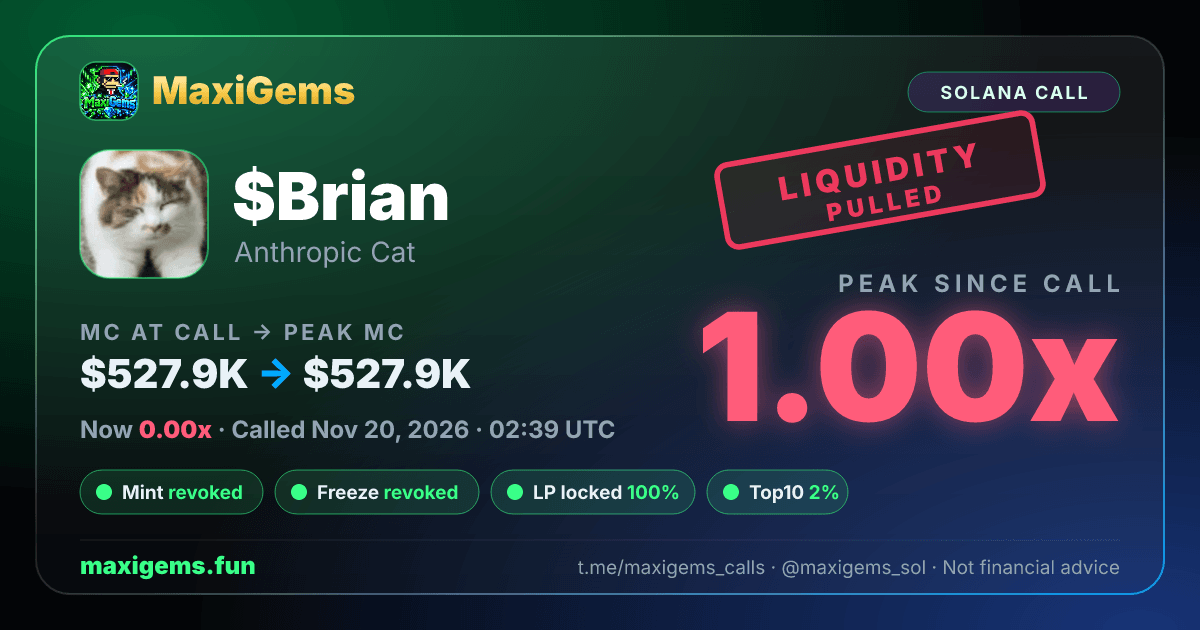 MaxiGems
MaxiGems
SOLANA CALL
LIQUIDITY
PULLED
$Brian
Anthropic Cat
PEAK SINCE CALL
1.00x
MC AT CALL → PEAK MC
$527.9K → $527.9K
Now 0.00x · Called Nov 20, 2026 · 02:39 UTC
Mint revoked
Freeze revoked
LP locked 100%
Top10 2%
maxigems.fun
t.me/maxigems_calls · @maxigems_sol · Not financial advice